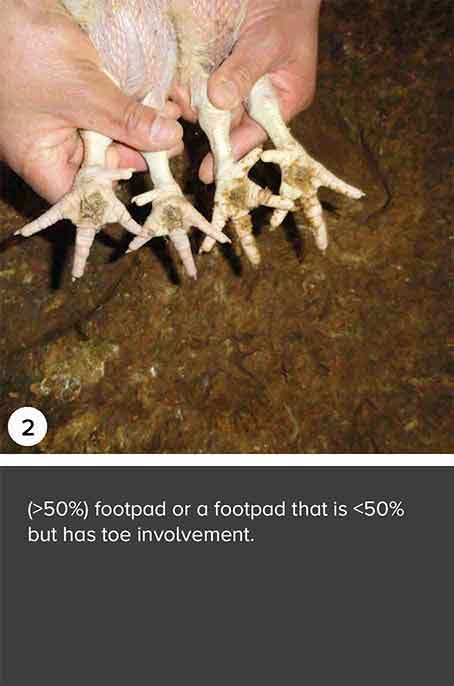 2
(>50%) footpad or a footpad that is <50%
but has toe involvement.